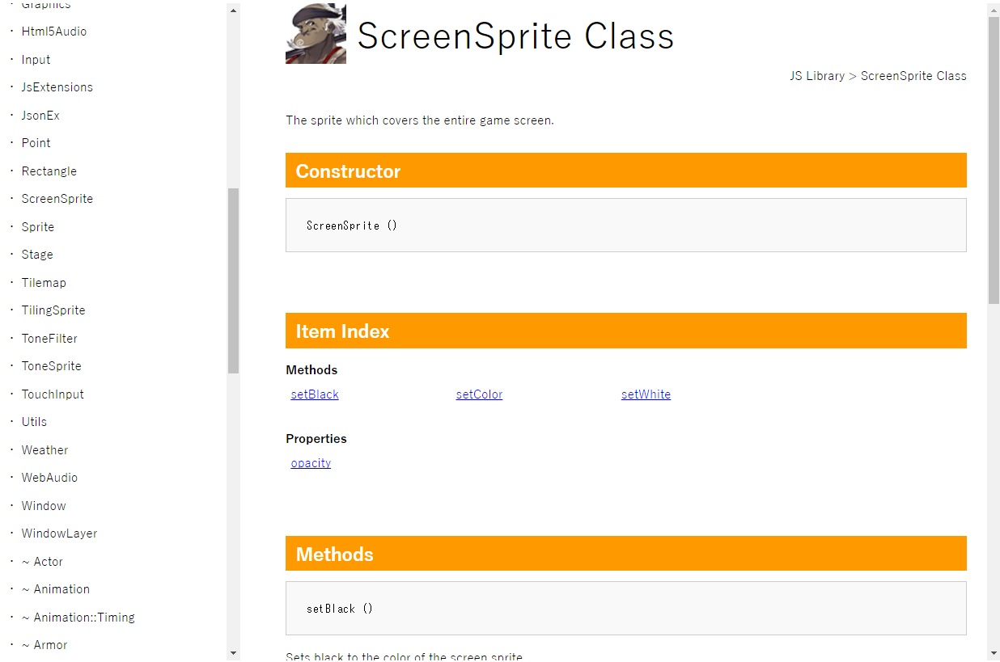 · Graphics
· Html5Audio
· Input
· JsExtensions
· JsonEx
· Point
· Rectangle
· ScreenSprite
· Sprite
· Stage
· Tilemap
· TilingSprite
· ToneFilter
· ToneSprite
· TouchInput
· Utils
· Weather
· WebAudio
· Window
· WindowLayer
· ~ Actor
· ~ Animation
· ~ Animation::Timing
· ~ Armor
ScreenSprite Class
JS Library > ScreenSprite Class
The sprite which covers the entire game screen.
Constructor
ScreenSprite ()
Item Index
Methods
setBlack setColor setWhite
Properties
opacity
Methods
setBlack ()
Sets black to the color of the screen sprite